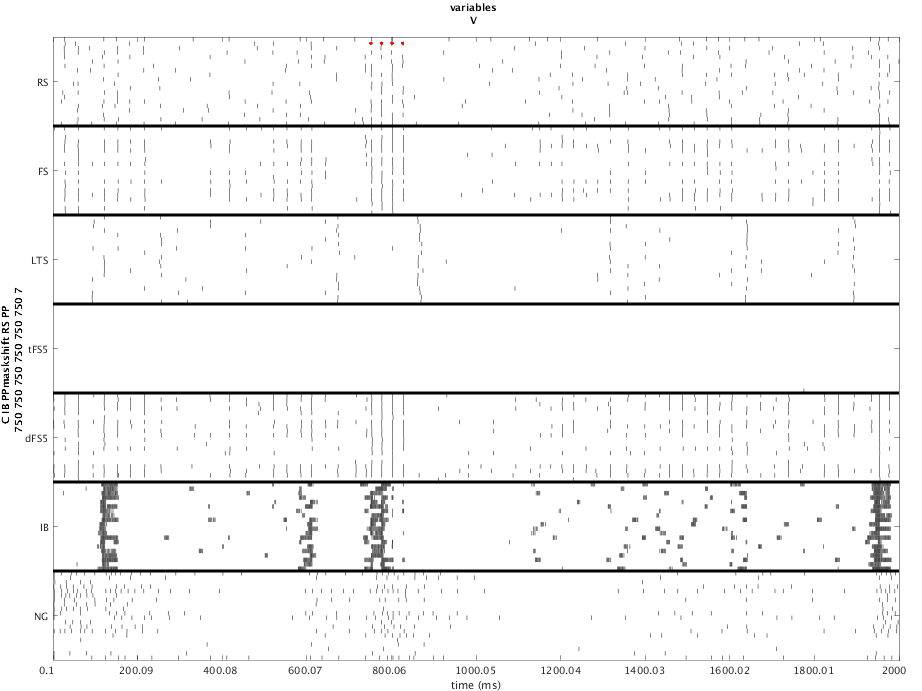 variables
V
RS
FS
LTS
tFS5
dFS5
IB
NG
C IB PPmaskshift RS PP
750 750 750 750 750 750 7
0.1 200.09 400.08 600.07 800.06 1000.05 1200.04 1400.03 1600.02 1800.01 2000
time (ms)